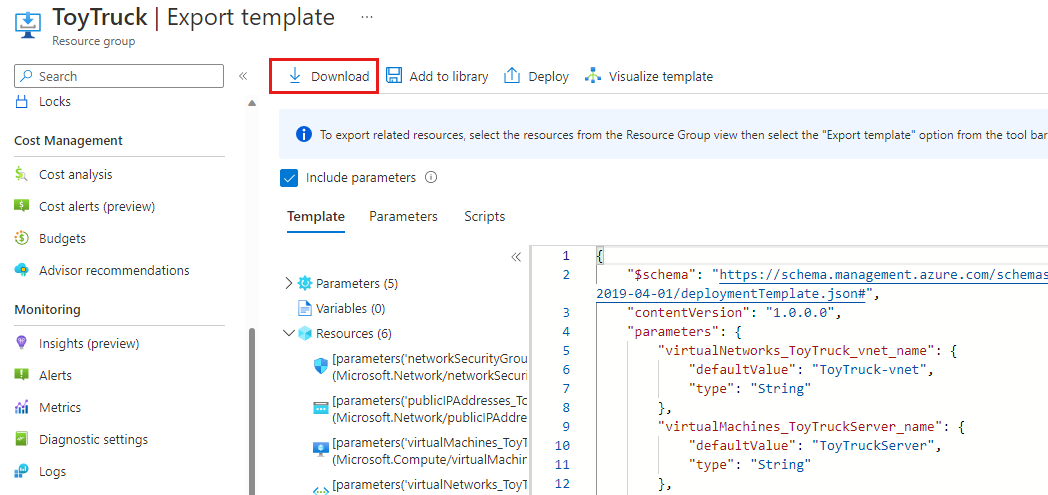 ToyTruck | Export template ...
Resource group
Search
«
Download
Add to library
Deploy
Visualize template
Locks
Cost Management
Cost analysis
Cost alerts (preview)
Budgets
Advisor recommendations
Monitoring
Insights (preview)
Alerts
Metrics
Diagnostic settings
Logs
To export related resources, select the resources from the Resource Group view then select the "Export template" option from the tool bar
Include parameters
Template
Parameters
Scripts
«
Parameters (5)
Variables (0)
Resources (6)
[parameters('networkSecurityGrou
(Microsoft.Network/networkSecuri
[parameters('publicIPAddresses_To
(Microsoft.Network/publicIPAddre
[parameters('virtualMachines_ToyT
(Microsoft.Compute/virtualMachin
[parameters('virtualNetworks_ToyT
1 {
2 "$schema": "https://schema.management.azure.com/schemas
2019-04-01/deploymentTemplate.json#",
3 "contentVersion": "1.0.0.0",
4 "parameters": {
5 "virtualNetworks_ToyTruck_vnet_name": {
6 "defaultValue": "ToyTruck-vnet",
7 "type": "String"
8 },
9 "virtualMachines_ToyTruckServer_name": {
10 "defaultValue": "ToyTruckServer",
11 "type": "String"
12 },